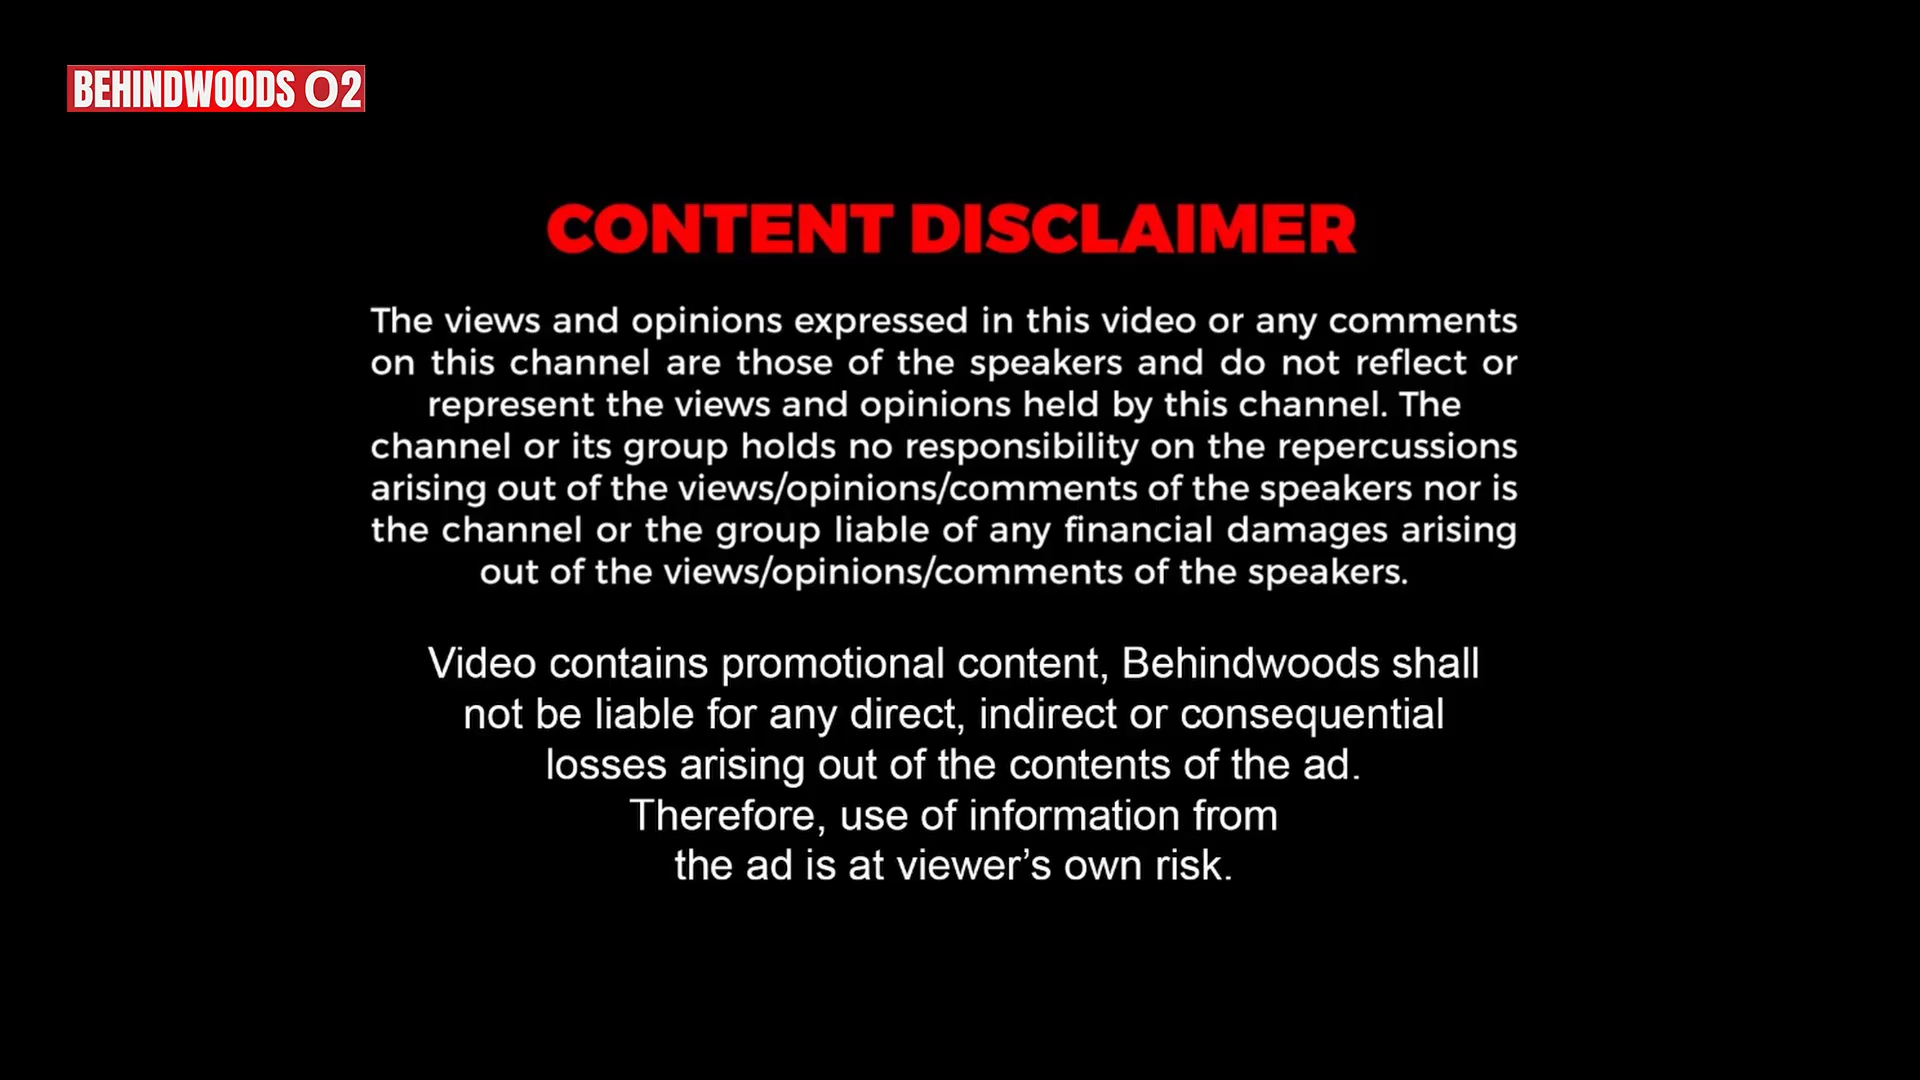 BEHINDWOODS O2
CONTENT DISCLAIMER
The views and opinions expressed in this video or any comments
on this channel are those of the speakers and do not reflect or
represent the views and opinions held by this channel. The
channel or its group holds no responsibility on the repercussions
arising out of the views/opinions/comments of the speakers nor is
the channel or the group liable of any financial damages arising
out of the views/opinions/comments of the speakers.
Video contains promotional content, Behindwoods shall
not be liable for any direct, indirect or consequential
losses arising out of the contents of the ad.
Therefore, use of information from
the ad is at viewer’s own risk.